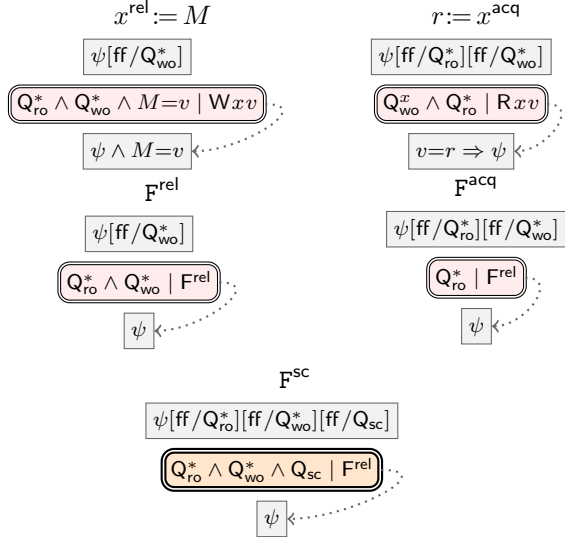 x^rel := M
ψ[ff/Q*_wo]
Q*_ro ∧ Q*_wo ∧ M=v | W x v
ψ ∧ M=v
r := x^acq
ψ[ff/Q*_ro][ff/Q*_wo]
Q^x_wo ∧ Q*_ro | R x v
v=r ⇒ ψ
F^rel
ψ[ff/Q*_wo]
Q*_ro ∧ Q*_wo | F^rel
ψ
F^acq
ψ[ff/Q*_ro][ff/Q*_wo]
Q*_ro | F^rel
ψ
F^sc
ψ[ff/Q*_ro][ff/Q*_wo][ff/Q_sc]
Q*_ro ∧ Q*_wo ∧ Q_sc | F^rel
ψ